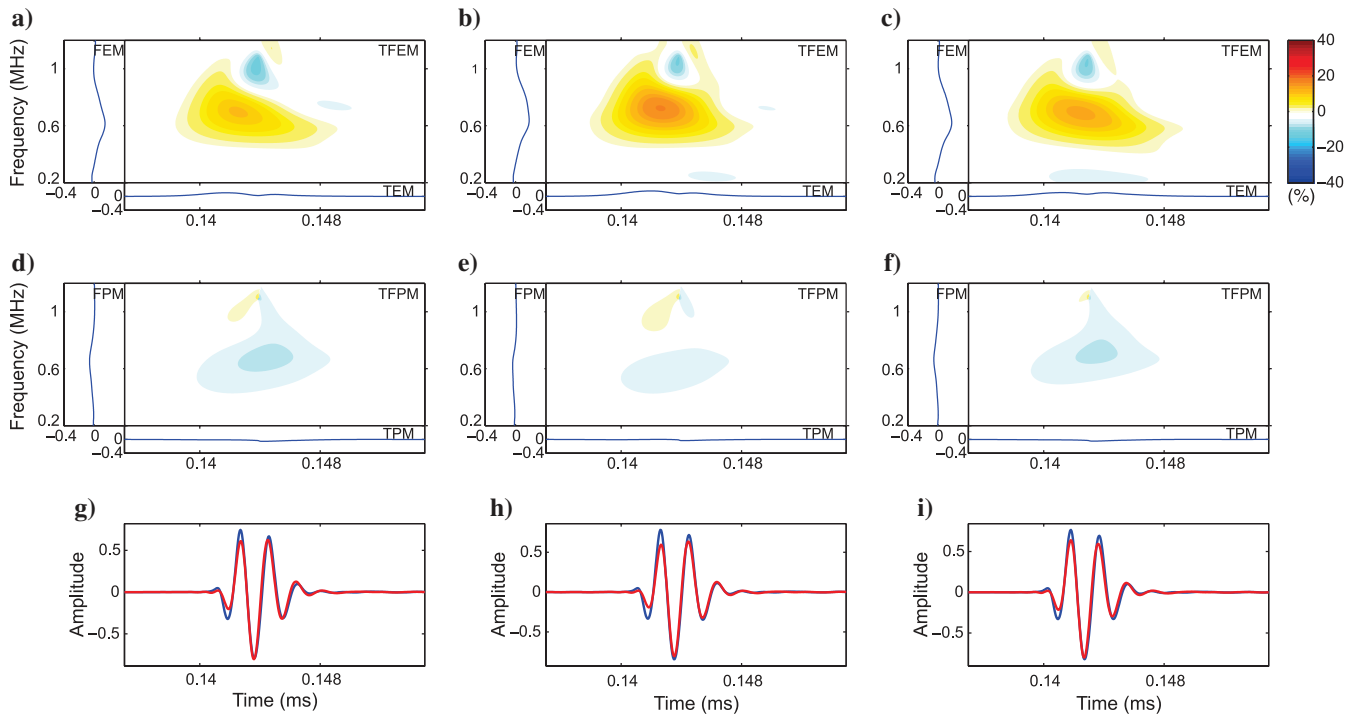 a) b) c)
FEM TFEM FEM TFEM FEM TFEM 40
1 1 1 20
Frequency (MHz) 0.6 0.6 0.6 0
−20
0.2 0.2 0.2
−0.4 0 0 TEM −0.4 0 0 TEM −0.4 0 0 TEM −40
−0.4 −0.4 −0.4 (%)
0.14 0.148 0.14 0.148 0.14 0.148
d) e) f)
FPM TFPM FPM TFPM FPM TFPM
1 1 1
Frequency (MHz) 0.6 0.6 0.6
0.2 0.2 0.2
−0.4 0 0 TPM −0.4 0 0 TPM −0.4 0 0 TPM
−0.4 −0.4 −0.4
0.14 0.148 0.14 0.148 0.14 0.148
g) h) i)
0.5 0.5 0.5
Amplitude 0 Amplitude 0 Amplitude 0
−0.5 −0.5 −0.5
0.14 0.148 0.14 0.148 0.14 0.148
Time (ms) Time (ms) Time (ms)